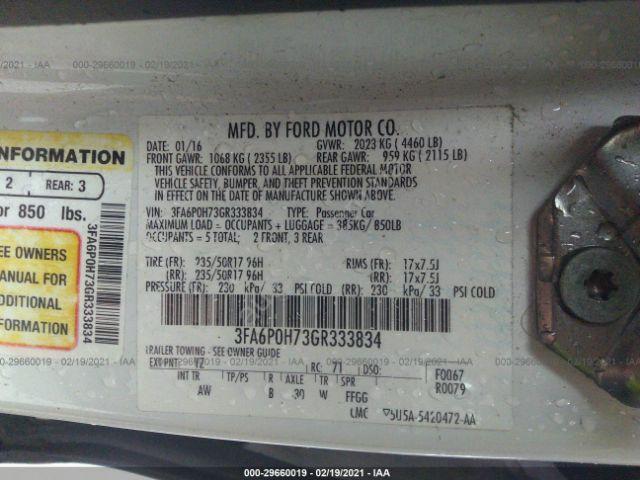 000-29660019 / 02/19/2021 - IAA
MFD. BY FORD MOTOR CO.
DATE: 01/16 GVWR: 2023 KG ( 4460 LB)
FRONT GAWR: 1068 KG ( 2355 LB) REAR GAWR: 959 KG ( 2115 LB)
THIS VEHICLE CONFORMS TO ALL APPLICABLE FEDERAL MOTOR
VEHICLE SAFETY, BUMPER, AND THEFT PREVENTION STANDARDS
IN EFFECT ON THE DATE OF MANUFACTURE SHOWN ABOVE.
VIN: 3FA6P0H73GR333834 TYPE: Passenger Car
MAXIMUM LOAD = OCCUPANTS + LUGGAGE = 385KG/850LB
OCCUPANTS = 5 TOTAL; 2 FRONT, 3 REAR
TIRE (FR): 235/50R17 96H RIMS (FR): 17x7.5J
(RR): 235/50R17 96H (RR): 17x7.5J
PRESSURE (FR): 230 kPa/ 33 PSI COLD (RR): 230 kPa/ 33 PSI COLD
3FA6P0H73GR333834
TRAILER TOWING - SEE OWNER GUIDE
EXT PNT: YZ RC: 71 DSO: F0067
R0079
INT TR TP/PS R AXLE TR SPR
AW B 30 W FFGG
5U5A-5420472-AA
INFORMATION
2 REAR: 3
or 850 lbs.
EE OWNERS
ANUAL FOR
DDITIONAL
FORMATION
3FA6P0H73GR333834
000-29660019 / 02/19/2021 - IAA